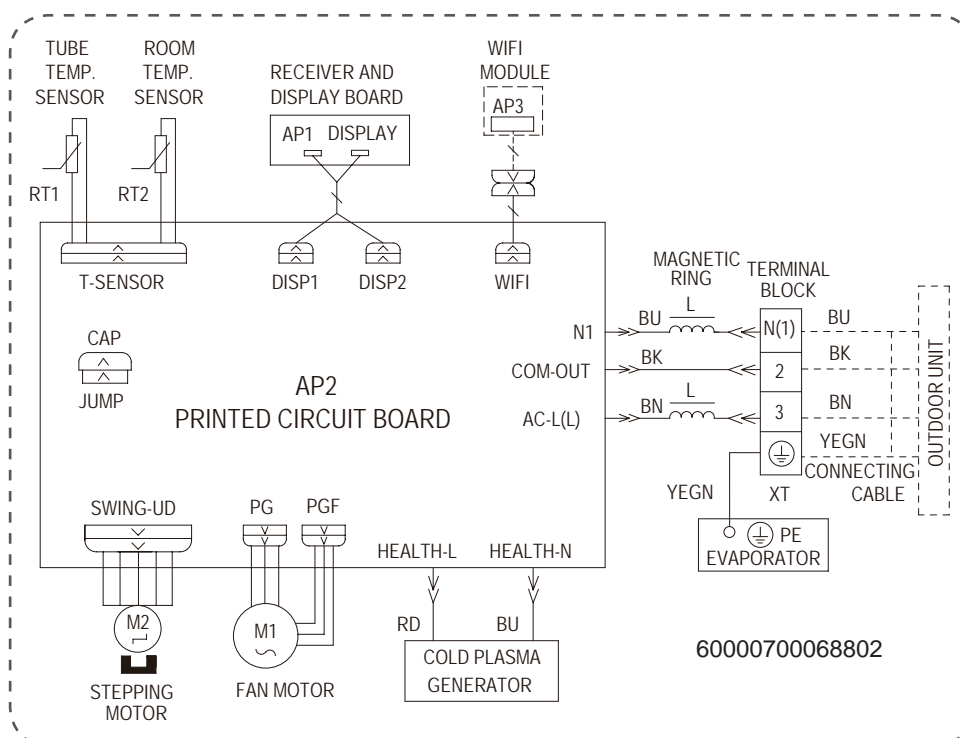 TUBE
TEMP.
SENSOR
ROOM
TEMP.
SENSOR
RECEIVER AND
DISPLAY BOARD
WIFI
MODULE
AP1 DISPLAY
AP3
RT1
RT2
T-SENSOR
DISP1
DISP2
WIFI
MAGNETIC
RING
TERMINAL
BLOCK
CAP
JUMP
AP2
PRINTED CIRCUIT BOARD
N1
BU
L
N(1)
BU
COM-OUT
BK
2
BK
AC-L(L)
BN
L
3
BN
YEGN
YEGN
XT
CONNECTING
CABLE
OUTDOOR UNIT
PE
EVAPORATOR
SWING-UD
PG
PGF
HEALTH-L
HEALTH-N
M2
M1
RD
BU
STEPPING
MOTOR
FAN MOTOR
COLD PLASMA
GENERATOR
60000700068802